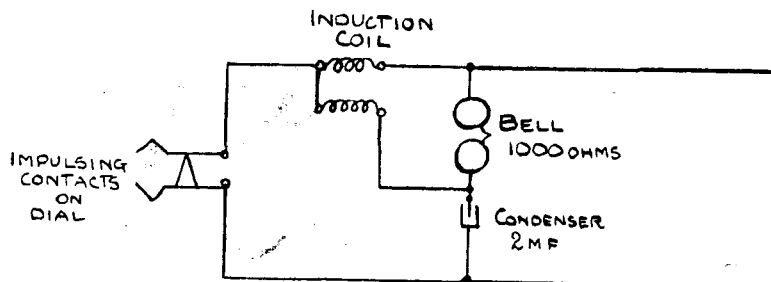 INDUCTION
COIL
BELL
1000 OHMS
IMPULSING
CONTACTS
ON
DIAL
CONDENSER
2 MF